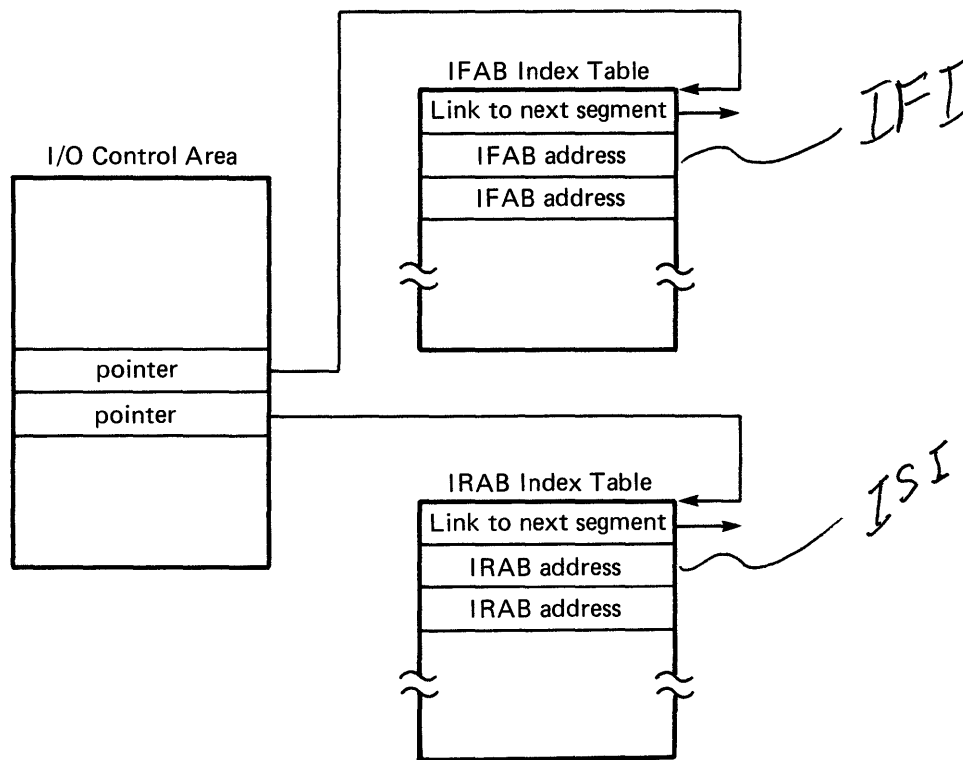 IFAB Index Table
Link to next segment
IFAB address
IFAB address
IFI
I/O Control Area
pointer
pointer
IRAB Index Table
Link to next segment
IRAB address
IRAB address
ISI